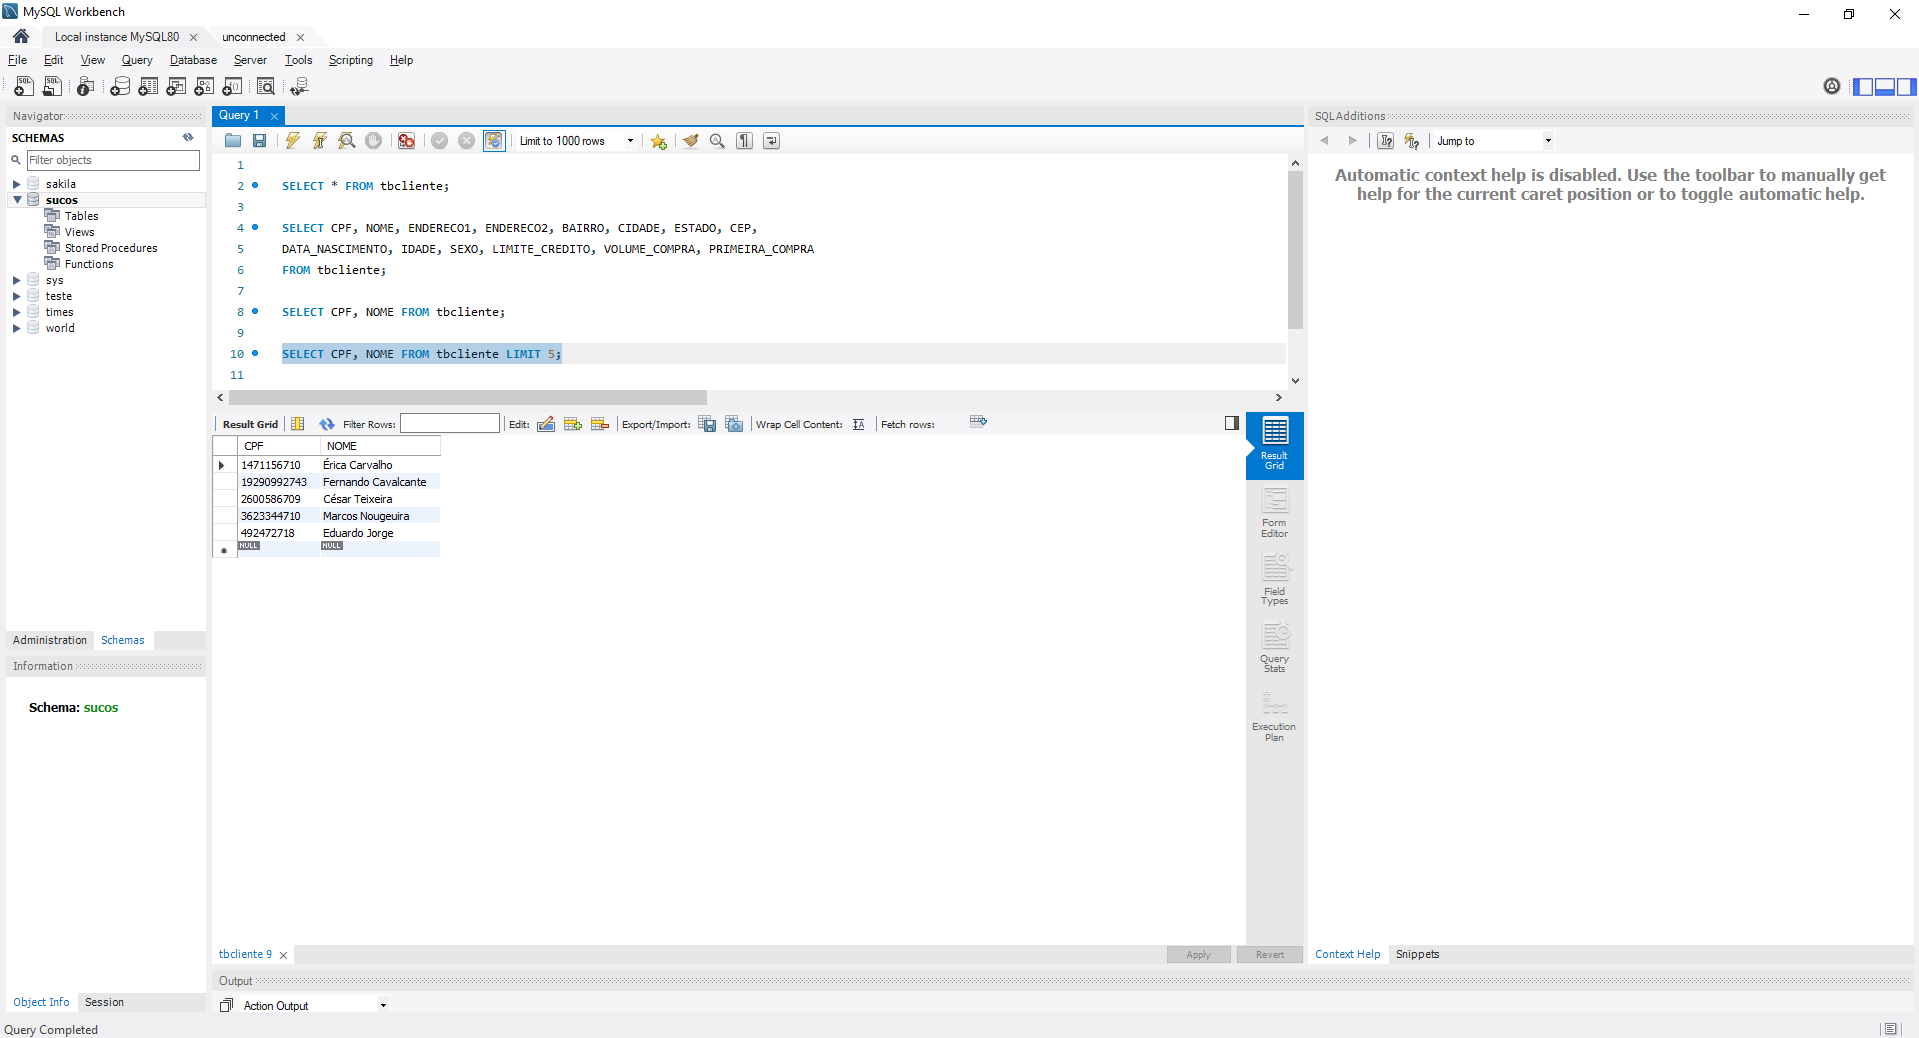 MySQL Workbench
Local instance MySQL80
unconnected
File Edit View Query Database Server Tools Scripting Help
Navigator
SCHEMAS
Filter objects
sakila
sucos
Tables
Views
Stored Procedures
Functions
sys
teste
times
world
Administration Schemas
Information
Schema: sucos
Object Info Session
Query 1
Limit to 1000 rows
1
2 SELECT * FROM tbcliente;
3
4 SELECT CPF, NOME, ENDERECO1, ENDERECO2, BAIRRO, CIDADE, ESTADO, CEP,
5 DATA_NASCIMENTO, IDADE, SEXO, LIMITE_CREDITO, VOLUME_COMPRA, PRIMEIRA_COMPRA
6 FROM tbcliente;
7
8 SELECT CPF, NOME FROM tbcliente;
9
10 SELECT CPF, NOME FROM tbcliente LIMIT 5;
11
Result Grid Filter Rows: Edit: Export/Import: Wrap Cell Content: Fetch rows:
CPF NOME
1471156710 Érica Carvalho
19290992743 Fernando Cavalcante
2600586709 César Teixeira
3623344710 Marcos Nougeuira
492472718 Eduardo Jorge
NULL NULL
Result
Grid
Form
Editor
Field
Types
Query
Stats
Execution
Plan
tbcliente 9
Apply Revert
Output
Action Output
SQLAdditions
Jump to
Automatic context help is disabled. Use the toolbar to manually get
help for the current caret position or to toggle automatic help.
Context Help Snippets
Query Completed